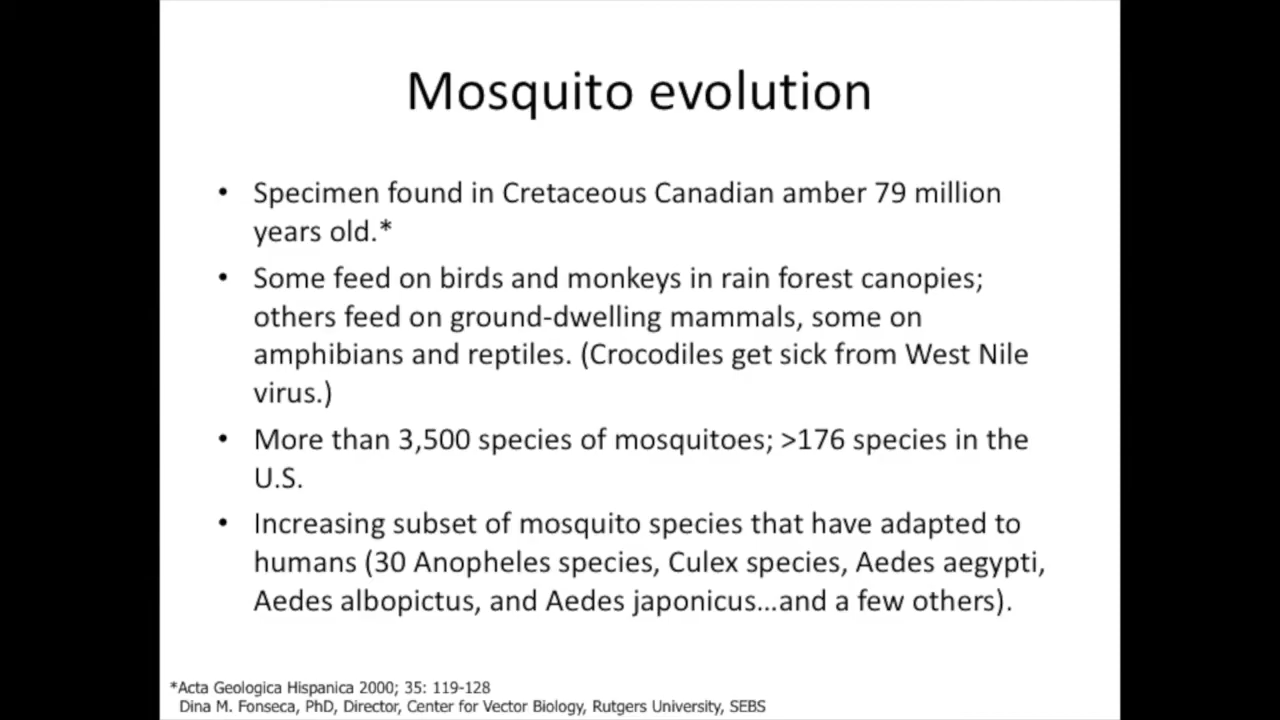 Mosquito evolution
• Specimen found in Cretaceous Canadian amber 79 million
years old.*
• Some feed on birds and monkeys in rain forest canopies;
others feed on ground-dwelling mammals, some on
amphibians and reptiles. (Crocodiles get sick from West Nile
virus.)
• More than 3,500 species of mosquitoes; >176 species in the
U.S.
• Increasing subset of mosquito species that have adapted to
humans (30 Anopheles species, Culex species, Aedes aegypti,
Aedes albopictus, and Aedes japonicus...and a few others).
*Acta Geologica Hispanica 2000; 35: 119-128
Dina M. Fonseca, PhD, Director, Center for Vector Biology, Rutgers University, SEBS